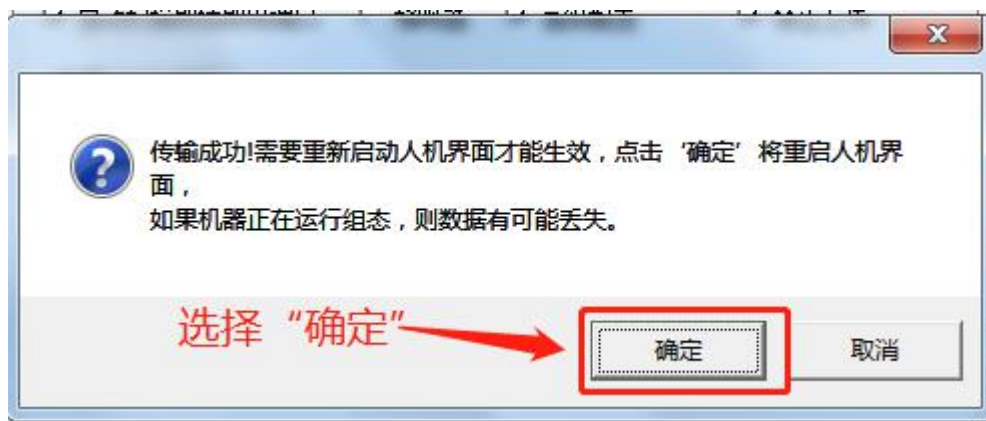 传输成功!需要重新启动人机界面才能生效，点击‘确定’将重启人机界
面，
如果机器正在运行组态，则数据有可能丢失。
选择“确定”
确定
取消